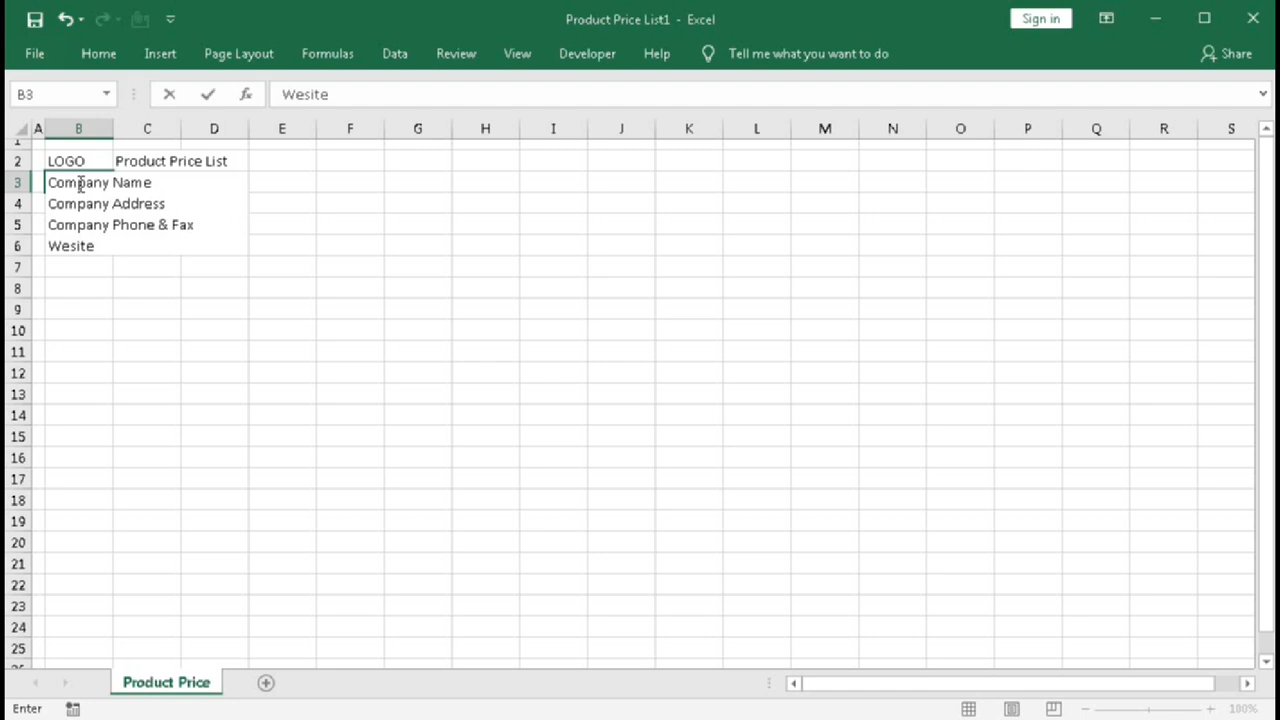 Product Price List1 - Excel
Sign in
File Home Insert Page Layout Formulas Data Review View Developer Help Tell me what you want to do Share
B3 fx Wesite
A B C D E F G H I J K L M N O P Q R S
1
2 LOGO Product Price List
3 Company Name
4 Company Address
5 Company Phone & Fax
6 Wesite
7
8
9
10
11
12
13
14
15
16
17
18
19
20
21
22
23
24
25
26
Product Price
Enter 100%